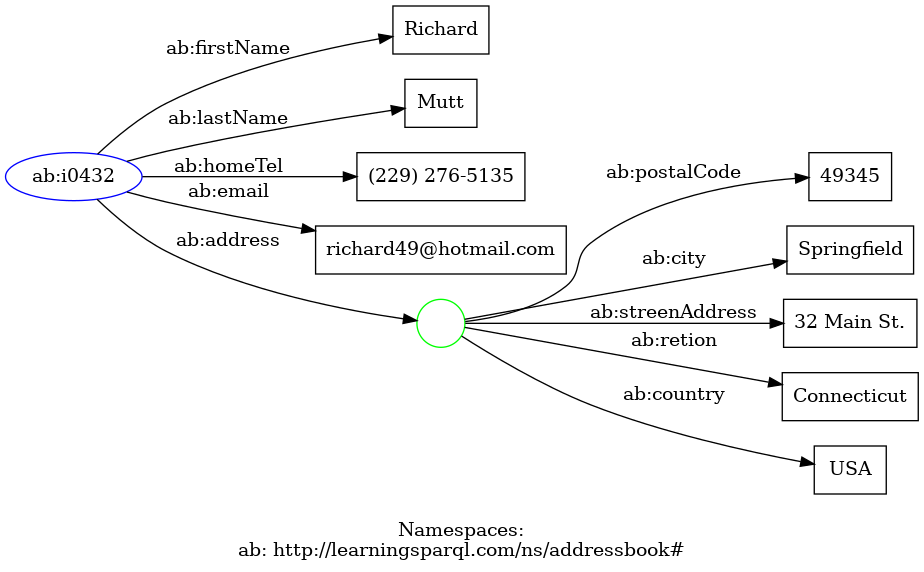 Richard
ab:firstName
Mutt
ab:lastName
ab:i0432
ab:homeTel
(229) 276-5135
ab:email
richard49@hotmail.com
ab:address
ab:postalCode
49345
ab:city
Springfield
ab:streenAddress
32 Main St.
ab:retion
Connecticut
ab:country
USA
Namespaces:
ab: http://learningsparql.com/ns/addressbook#